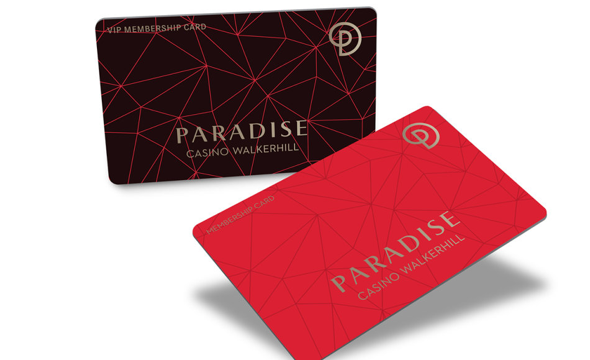 VIP MEMBERSHIP CARD
PARADISE
CASINO WALKERHILL
MEMBERSHIP CARD
PARADISE
CASINO WALKERHILL